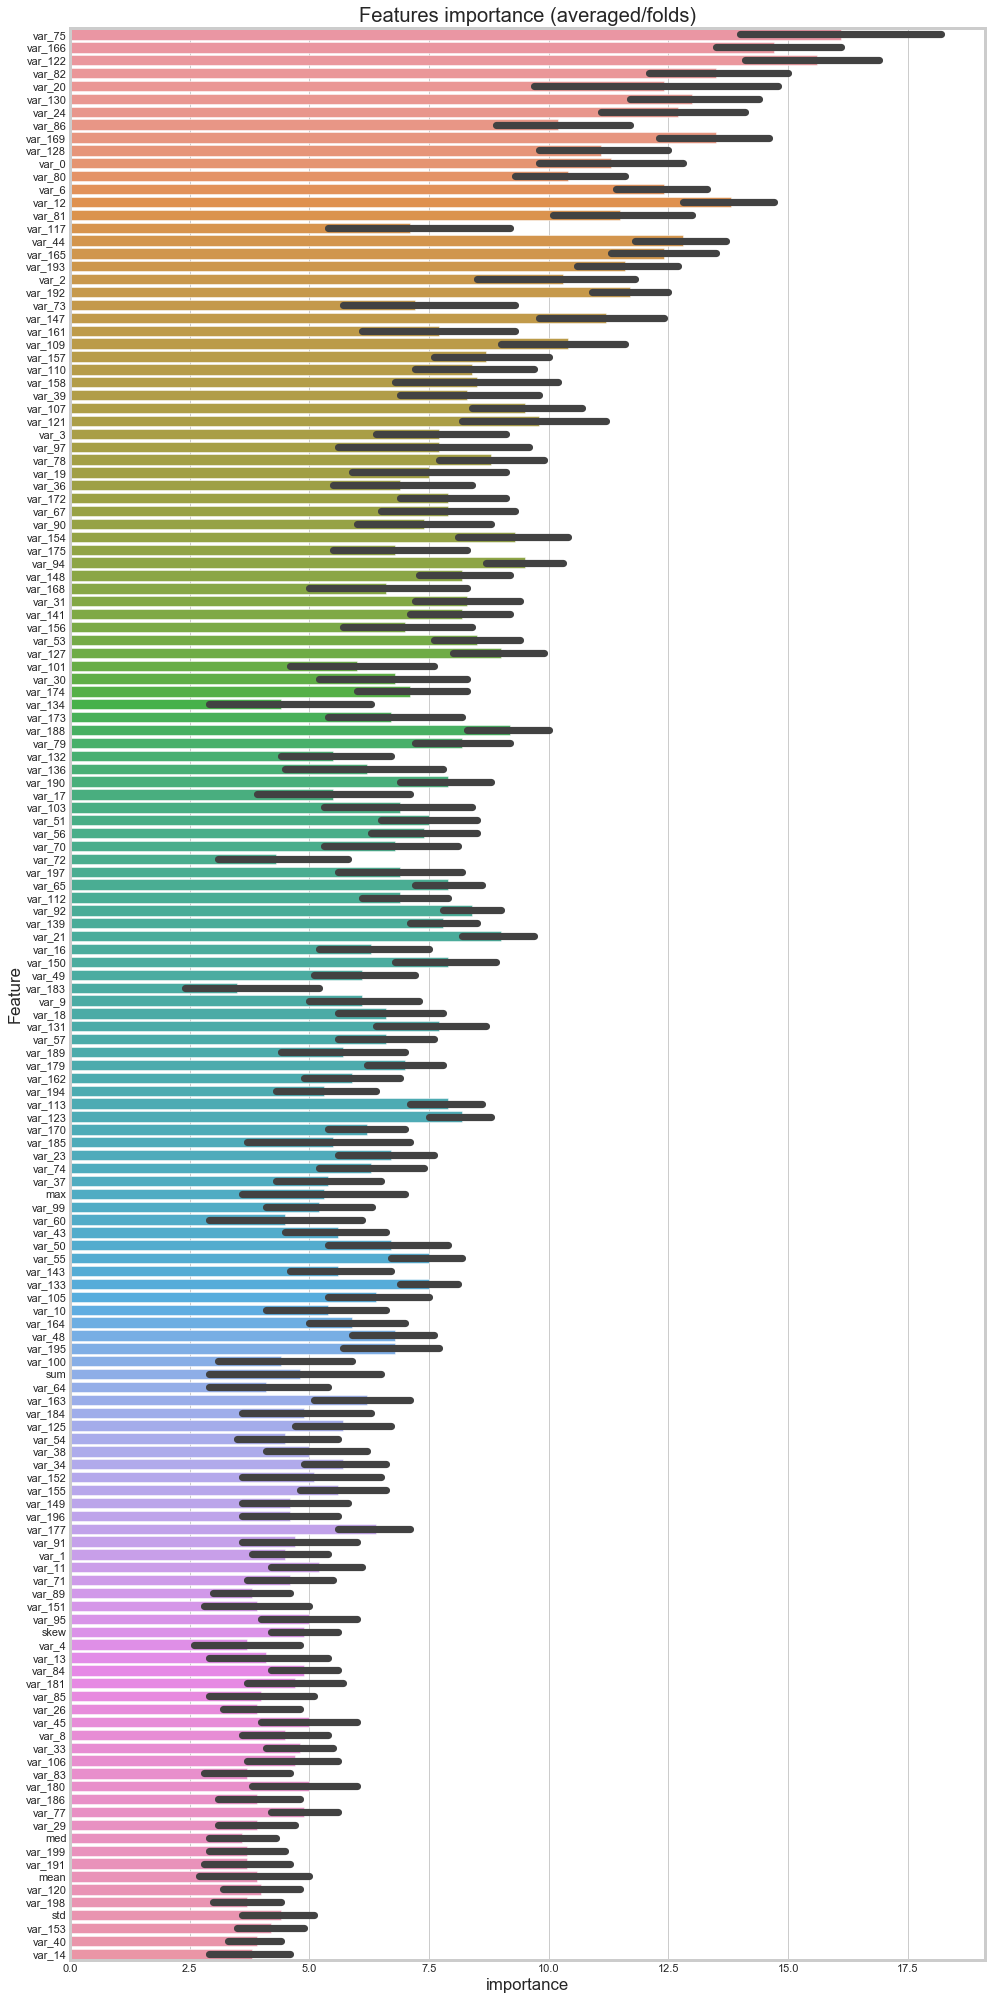 Features importance (averaged/folds)
var_75
var_166
var_122
var_82
var_20
var_130
var_24
var_86
var_169
var_128
var_0
var_80
var_6
var_12
var_81
var_117
var_44
var_165
var_193
var_2
var_192
var_73
var_147
var_161
var_109
var_157
var_110
var_158
var_39
var_107
var_121
var_3
var_97
var_78
var_19
var_36
var_172
var_67
var_90
var_154
var_175
var_94
var_148
var_168
var_31
var_141
var_156
var_53
var_127
var_101
var_30
var_174
var_134
var_173
var_188
var_79
var_132
var_136
var_190
var_17
var_103
var_51
var_56
var_70
var_72
var_197
var_65
var_112
var_92
var_139
var_21
var_16
var_150
var_49
var_183
var_9
var_18
var_131
var_57
var_189
var_179
var_162
var_194
var_113
var_123
var_170
var_185
var_23
var_74
var_37
max
var_99
var_60
var_43
var_50
var_55
var_143
var_133
var_105
var_10
var_164
var_48
var_195
var_100
sum
var_64
var_163
var_184
var_125
var_54
var_38
var_34
var_152
var_155
var_149
var_196
var_177
var_91
var_1
var_11
var_71
var_89
var_151
var_95
skew
var_4
var_13
var_84
var_181
var_85
var_26
var_45
var_8
var_33
var_106
var_83
var_180
var_186
var_77
var_29
med
var_199
var_191
mean
var_120
var_198
std
var_153
var_40
var_14
Feature
0.0 2.5 5.0 7.5 10.0 12.5 15.0 17.5
importance